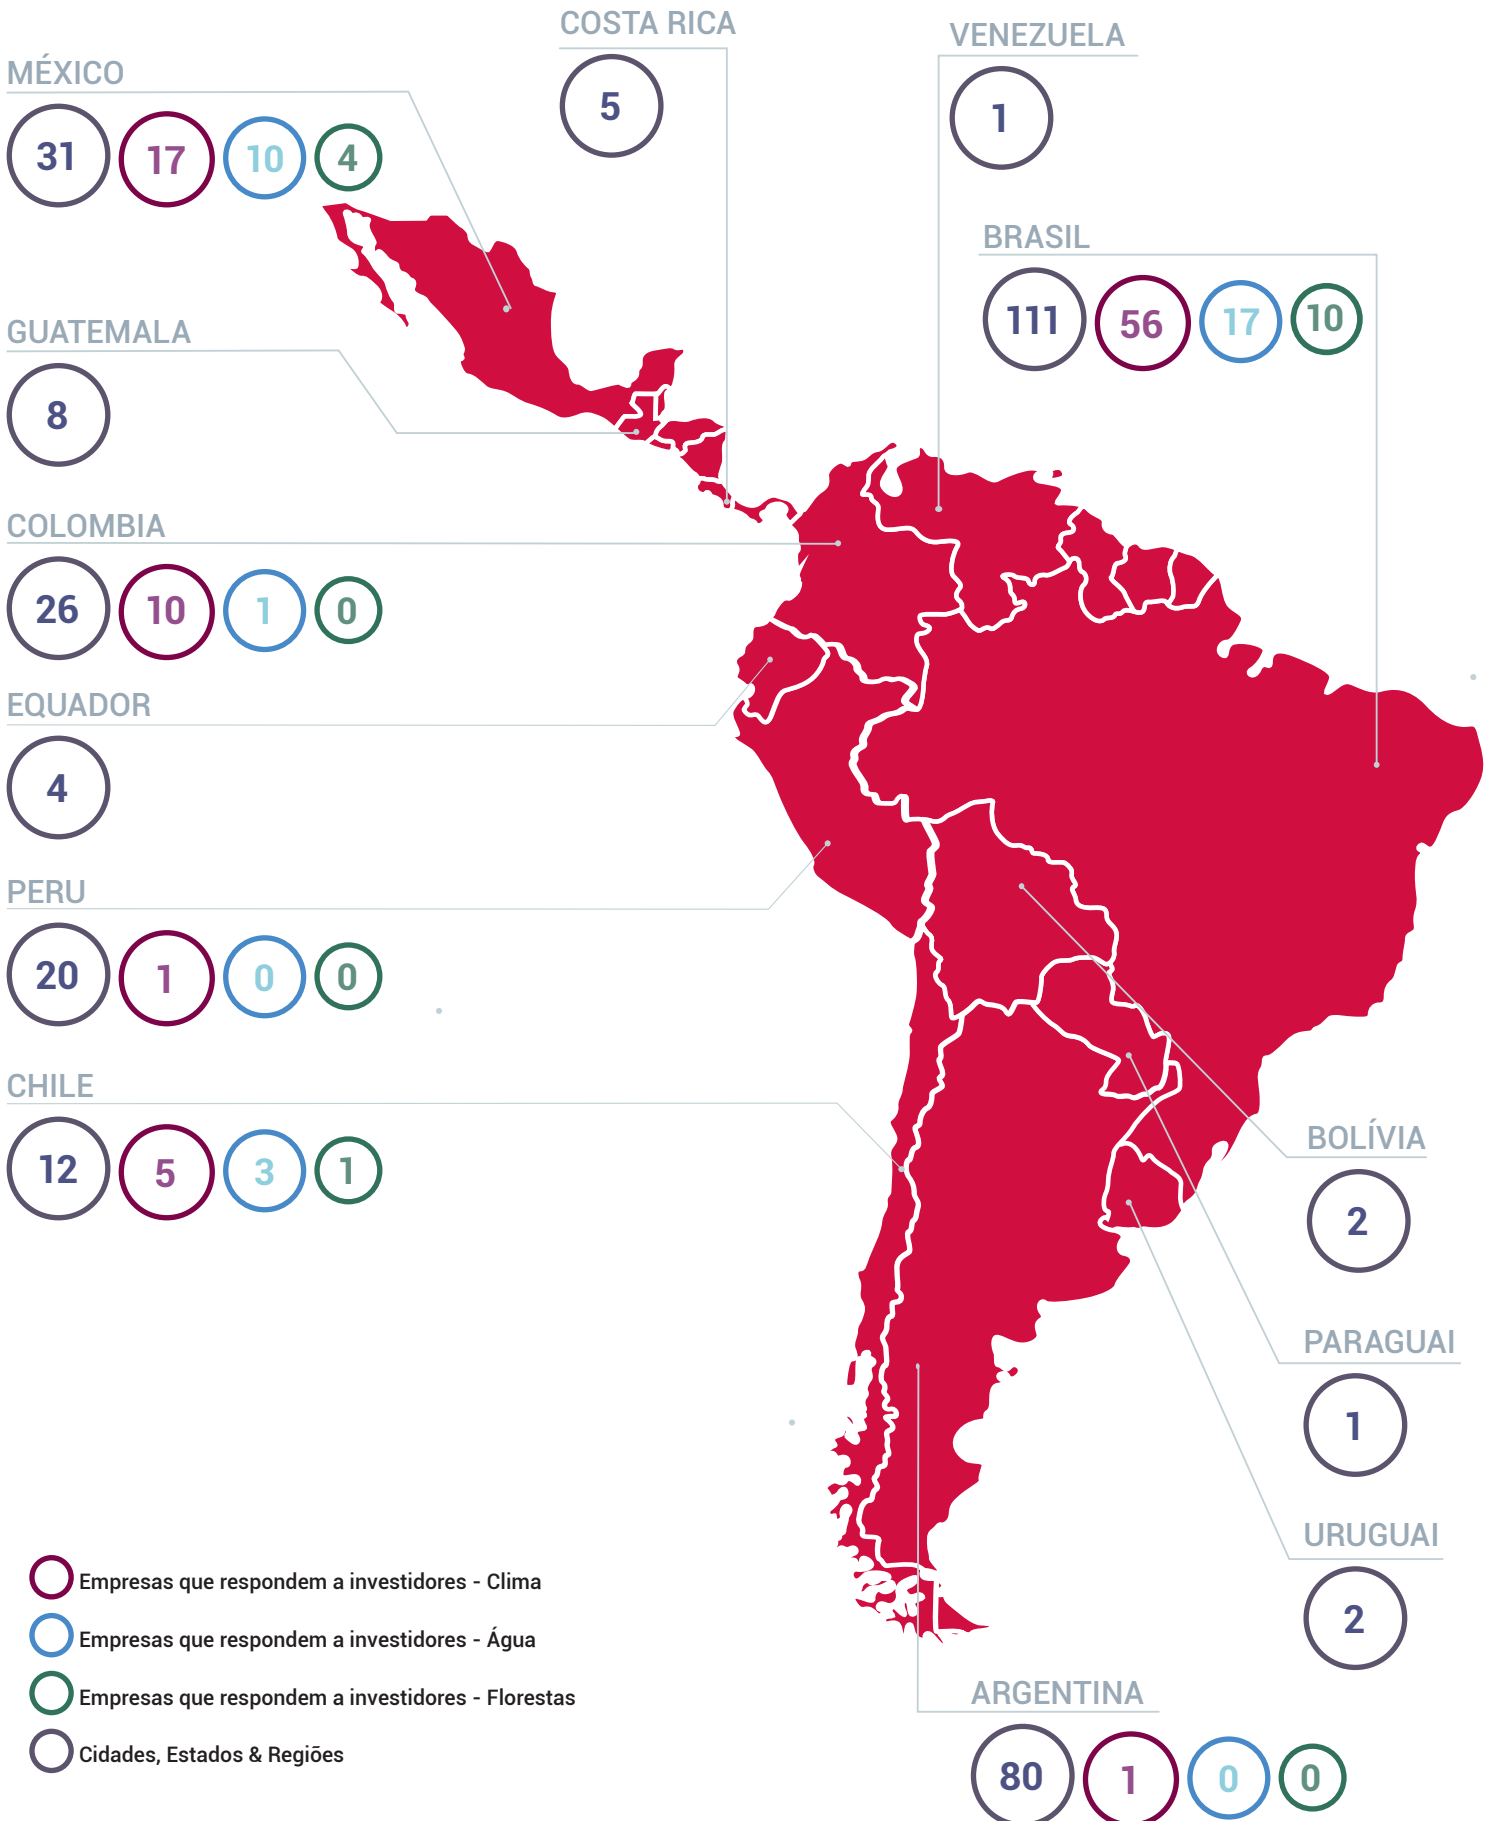 COSTA RICA
5
VENEZUELA
1
MÉXICO
31 17 10 4
BRASIL
111 56 17 10
GUATEMALA
8
COLOMBIA
26 10 1 0
EQUADOR
4
PERU
20 1 0 0
CHILE
12 5 3 1
BOLÍVIA
2
PARAGUAI
1
URUGUAI
2
ARGENTINA
80 1 0 0
Empresas que respondem a investidores - Clima
Empresas que respondem a investidores - Água
Empresas que respondem a investidores - Florestas
Cidades, Estados & Regiões